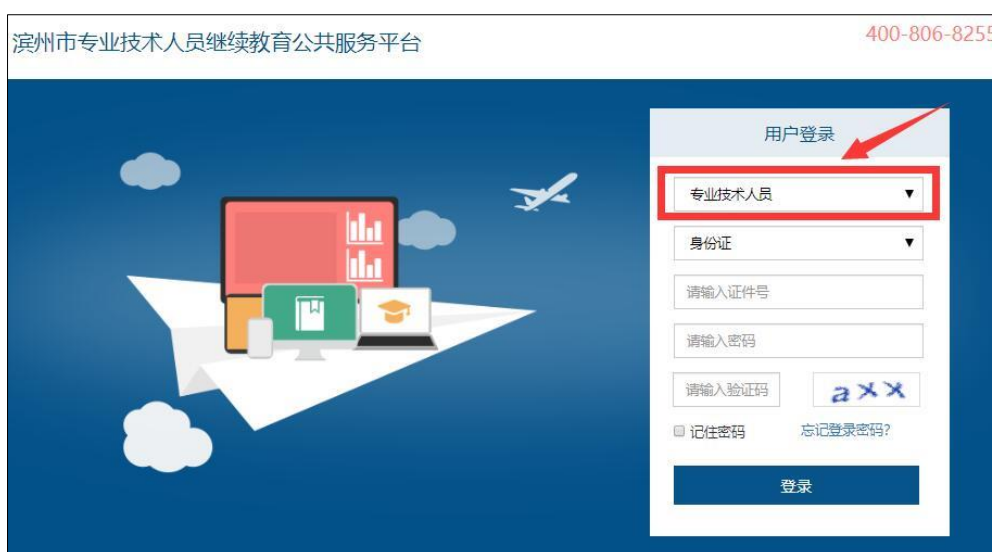 滨州市专业技术人员继续教育公共服务平台
400-806-8255
用户登录
专业技术人员
身份证
请输入证件号
请输入密码
请输入验证码
axx
记住密码 忘记登录密码?
登录